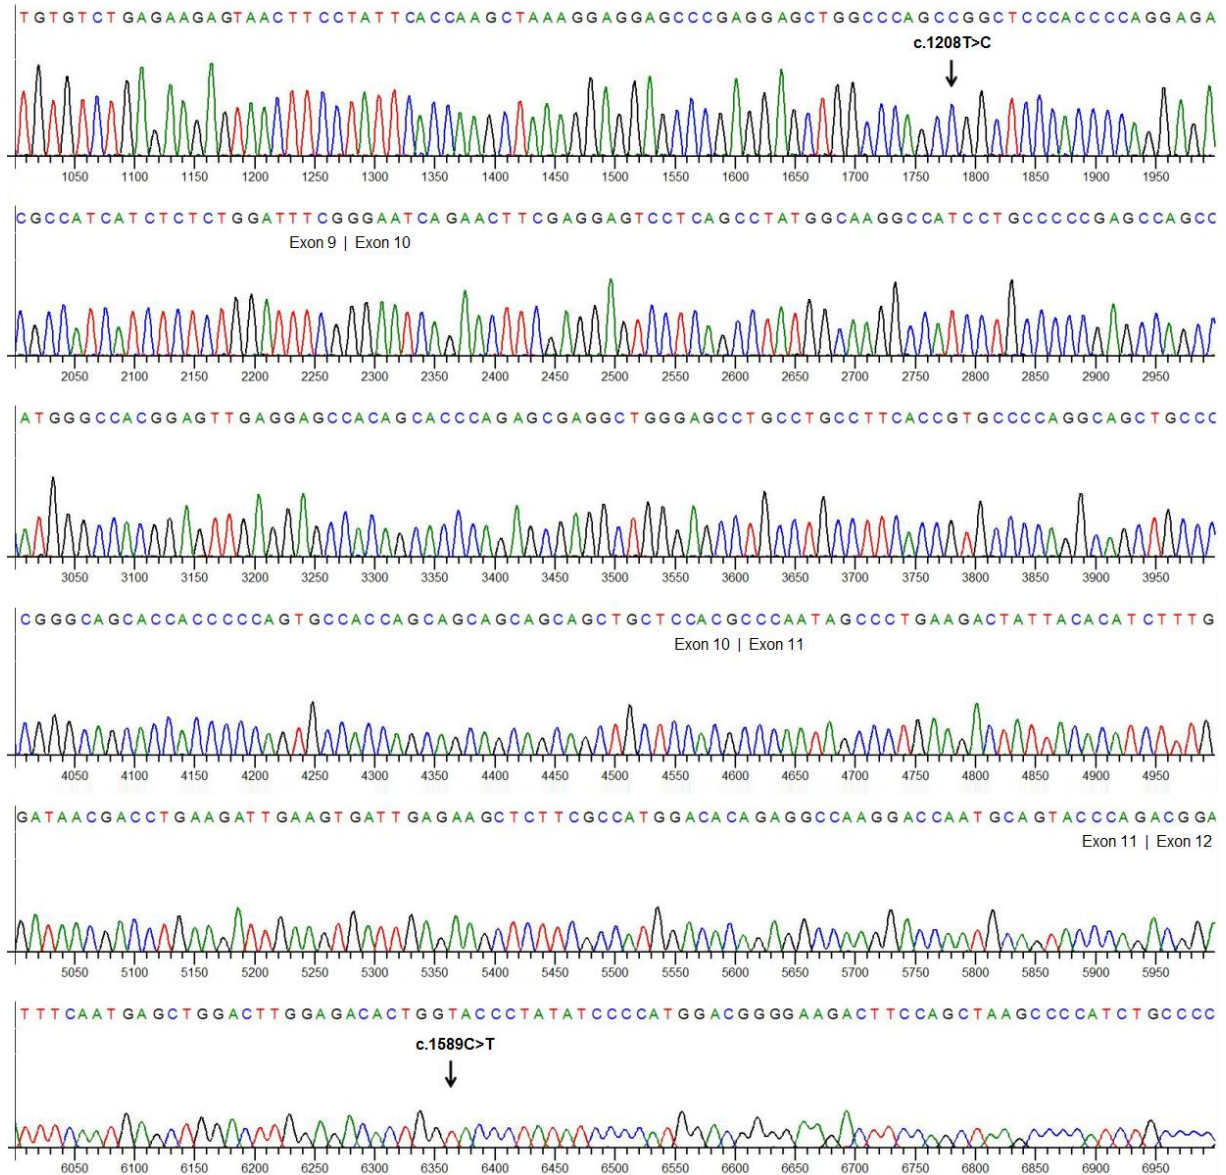 TGTGTCTGAGAAGAGTAACTTCCTATTCACCAAGCTAAAGGAGGAGCCCGAGGAGCTGGCCCAGCCGGCTCCCACCCCAGGAGA
c.1208T>C
1050 1100 1150 1200 1250 1300 1350 1400 1450 1500 1550 1600 1650 1700 1750 1800 1850 1900 1950
CGCCATCATCTCTCTGGATTTCGGGAATCAGAACTTCGAGGAGTCCTCAGCCTATGGCAAGGCCATCCTGCCCCCGAGCCAGCC
Exon 9 | Exon 10
2050 2100 2150 2200 2250 2300 2350 2400 2450 2500 2550 2600 2650 2700 2750 2800 2850 2900 2950
ATGGGCCACGGAGTTGAGGAGCCACAGCACCCAGAGCGAGGCTGGGAGCCTGCCTGCCTTCACCGTGCCCCAGGCAGCTGCCC
3050 3100 3150 3200 3250 3300 3350 3400 3450 3500 3550 3600 3650 3700 3750 3800 3850 3900 3950
CGGGCAGCACCACCCCCAGTGCCACCAGCAGCAGCAGCAGCTGCTCCACGCCCAATAGCCCTGAAGACTATTACACATCTTTG
Exon 10 | Exon 11
4050 4100 4150 4200 4250 4300 4350 4400 4450 4500 4550 4600 4650 4700 4750 4800 4850 4900 4950
GATAACGACCTGAAGATTGAAGTGATTGAGAAGCTCTTCGCCATGGACACAGAGGCCAAGGACCAATGCAGTACCCAGACGGA
Exon 11 | Exon 12
5050 5100 5150 5200 5250 5300 5350 5400 5450 5500 5550 5600 5650 5700 5750 5800 5850 5900 5950
TTTCAATGAGCTGGACTTGGAGACACTGGTACCCTATATCCCCATGGACGGGGAAGACTTCCAGCTAAGCCCCATCTGCCCC
c.1589C>T
6050 6100 6150 6200 6250 6300 6350 6400 6450 6500 6550 6600 6650 6700 6750 6800 6850 6900 6950